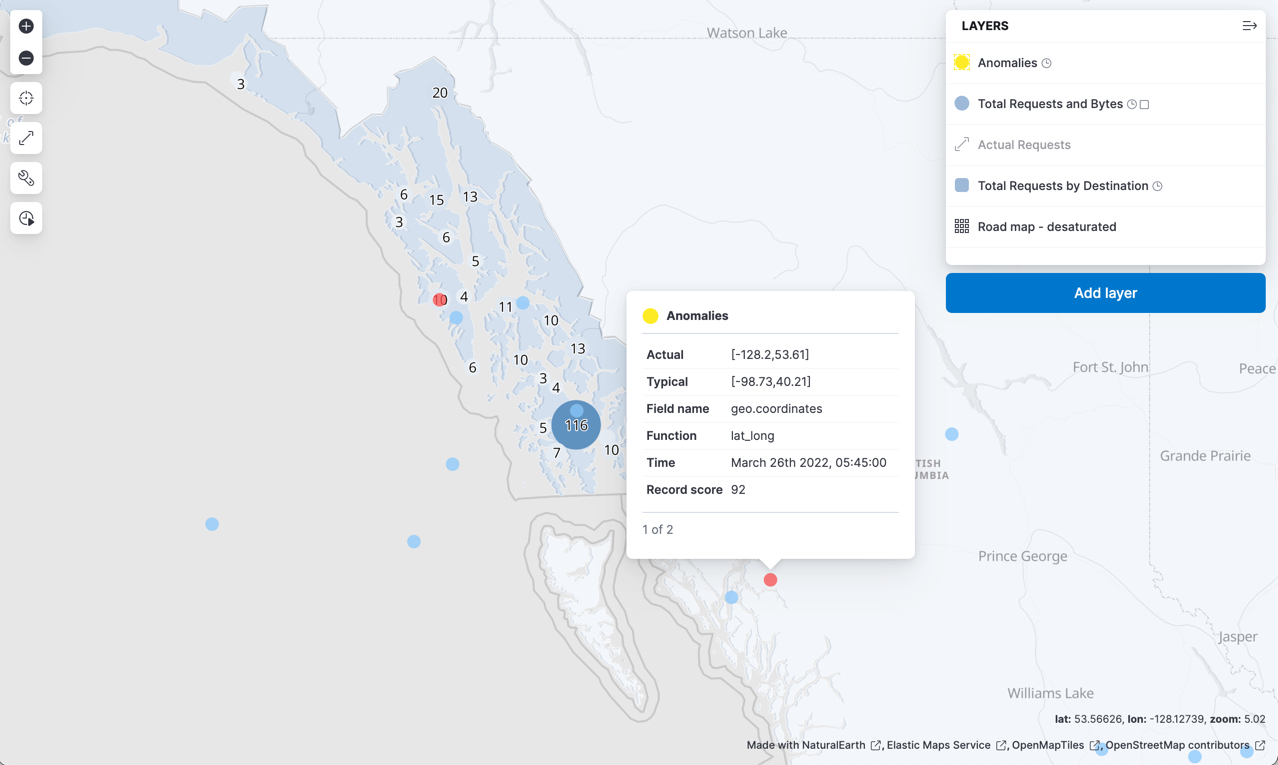 Watson Lake
LAYERS
Anomalies
Total Requests and Bytes
Actual Requests
Total Requests by Destination
Road map - desaturated
Add layer
3
20
6
15
13
3
6
5
10
4
11
10
13
10
6
3
4
116
5
7
10
Anomalies
Actual [-128.2,53.61]
Typical [-98.73,40.21]
Field name geo.coordinates
Function lat_long
Time March 26th 2022, 05:45:00
Record score 92
1 of 2
Fort St. John
Peace
Grande Prairie
TISH
UMBIA
Prince George
Jasper
Williams Lake
lat: 53.56626, lon: -128.12739, zoom: 5.02
Made with NaturalEarth, Elastic Maps Service, OpenMapTiles, OpenStreetMap contributors